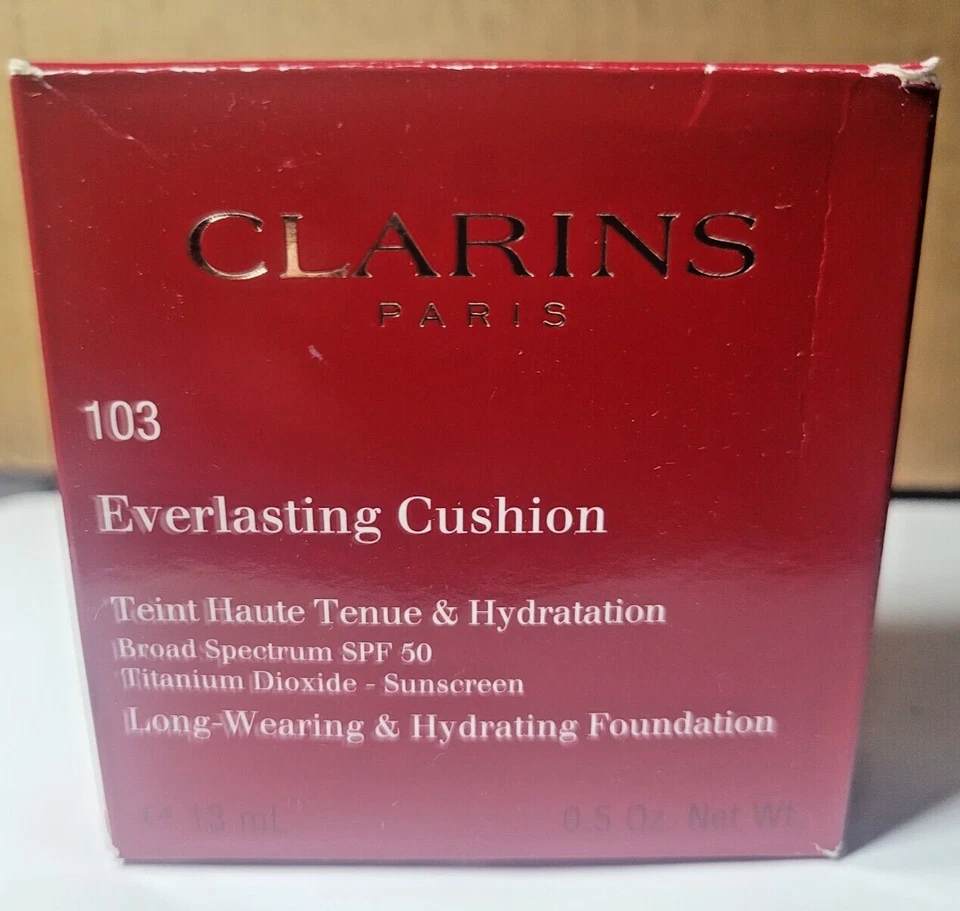 CLARINS
PARIS
103
Everlasting Cushion
Teint Haute Tenue & Hydratation
Broad Spectrum SPF 50
Titanium Dioxide - Sunscreen
Long-Wearing & Hydrating Foundation
℮ 13 mL
0.5 Oz. Net Wt.